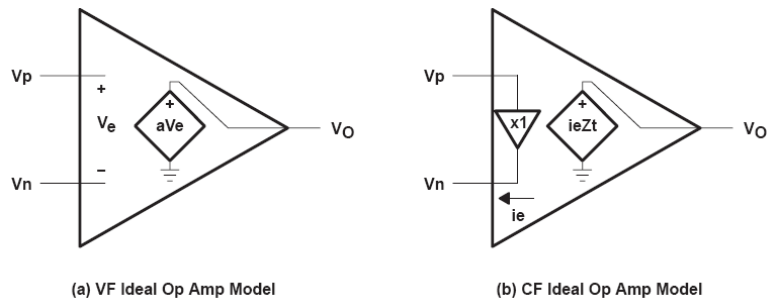 Vp
+
Ve
+
aVe
−
Vn
VO
(a) VF Ideal Op Amp Model
Vp
x1
+
ieZt
Vn
ie
VO
(b) CF Ideal Op Amp Model